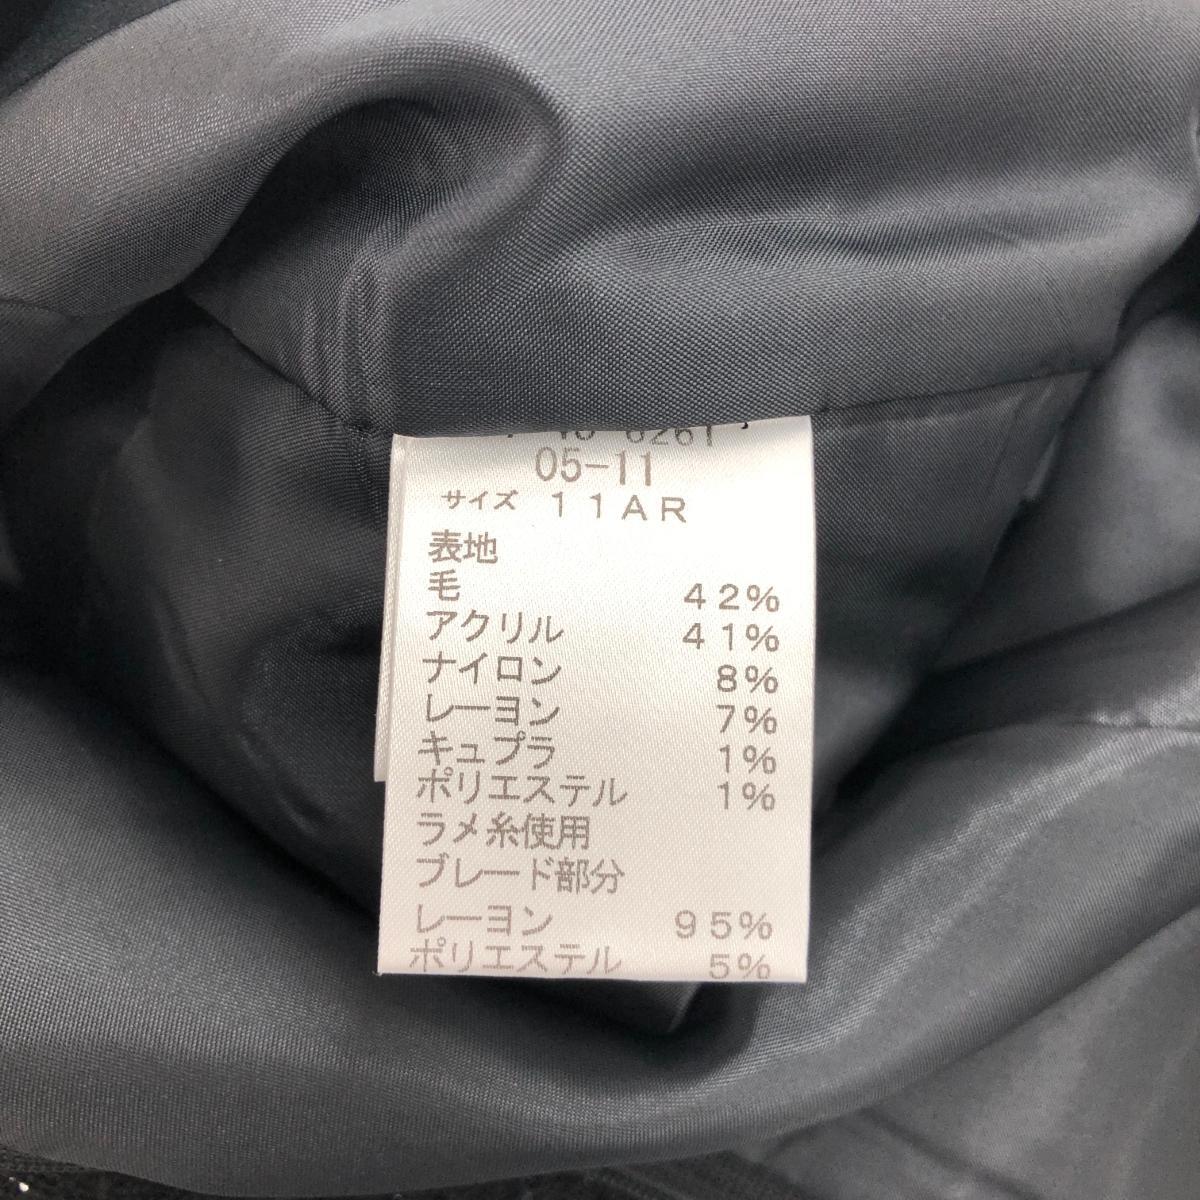 6261
05-11
サイズ 11AR
表地
毛 42%
アクリル 41%
ナイロン 8%
レーヨン 7%
キュプラ 1%
ポリエステル 1%
ラメ糸使用
ブレード部分
レーヨン 95%
ポリエステル 5%